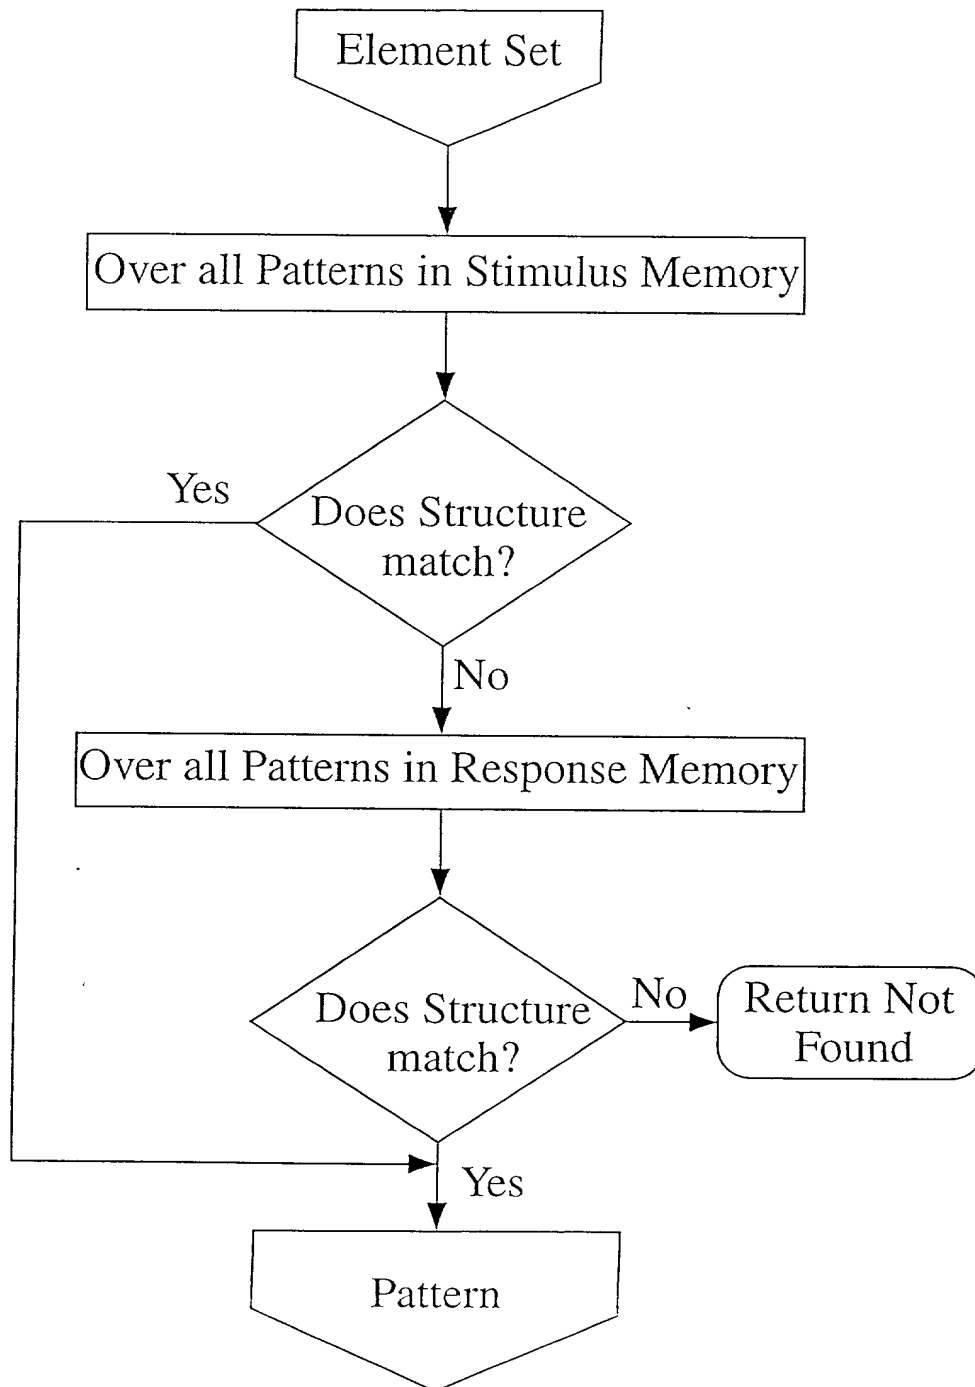 Element Set
Over all Patterns in Stimulus Memory
Yes
Does Structure
match?
No
Over all Patterns in Response Memory
Does Structure
match?
No
Return Not
Found
Yes
Pattern